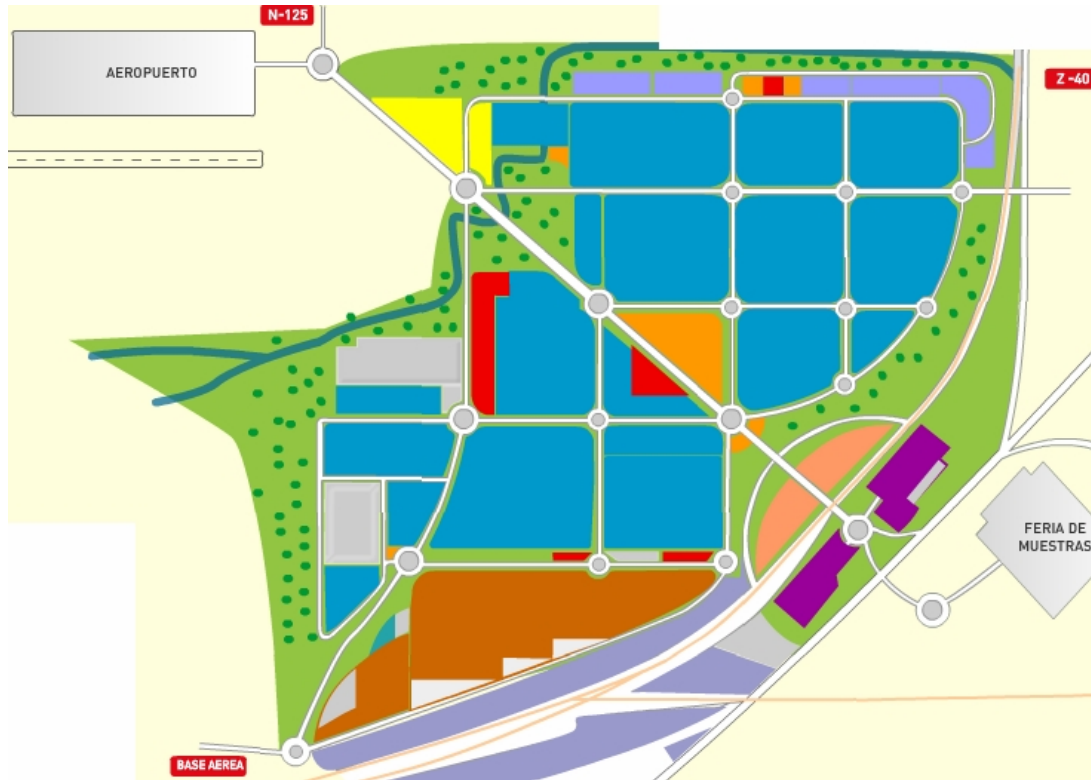 N-125
AEROPUERTO
Z -40
FERIA DE
MUESTRAS
BASE AEREA